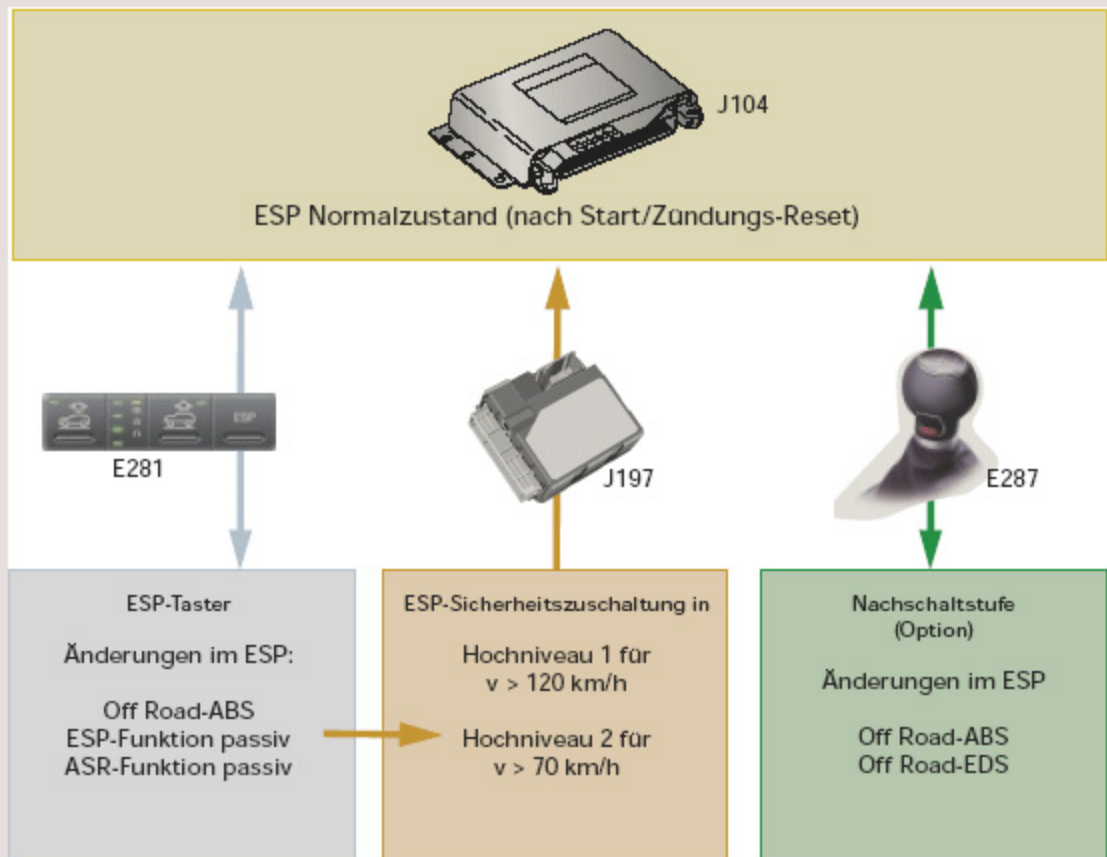 J104
ESP Normalzustand (nach Start/Zündungs-Reset)
ESP
E281
J197
E287
ESP-Taster
Änderungen im ESP:
Off Road-ABS
ESP-Funktion passiv
ASR-Funktion passiv
ESP-Sicherheitszuschaltung in
Hochniveau 1 für
v > 120 km/h
Hochniveau 2 für
v > 70 km/h
Nachschaltstufe
(Option)
Änderungen im ESP
Off Road-ABS
Off Road-EDS